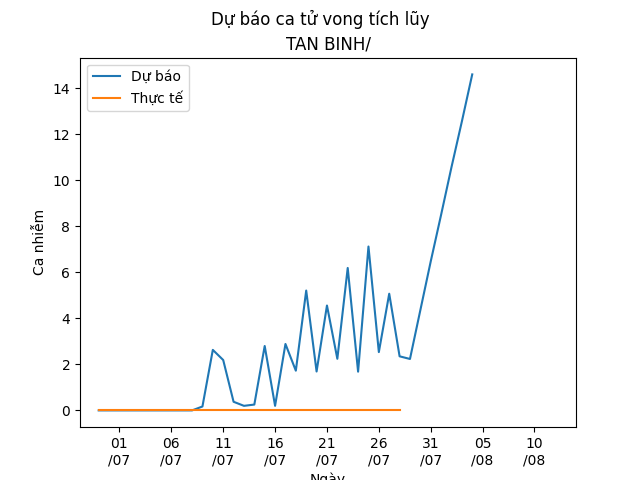 Dự báo ca tử vong tích lũy
TAN BINH/
Dự báo
Thực tế
Ca nhiễm
14
12
10
8
6
4
2
0
01 06 11 16 21 26 31 05 10
/07 /07 /07 /07 /07 /07 /07 /08 /08
Ngày